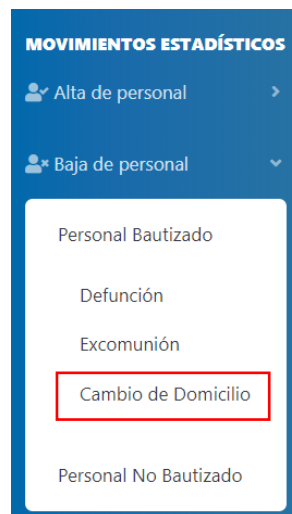 MOVIMIENTOS ESTADÍSTICOS
Alta de personal
Baja de personal
Personal Bautizado
Defunción
Excomunión
Cambio de Domicilio
Personal No Bautizado